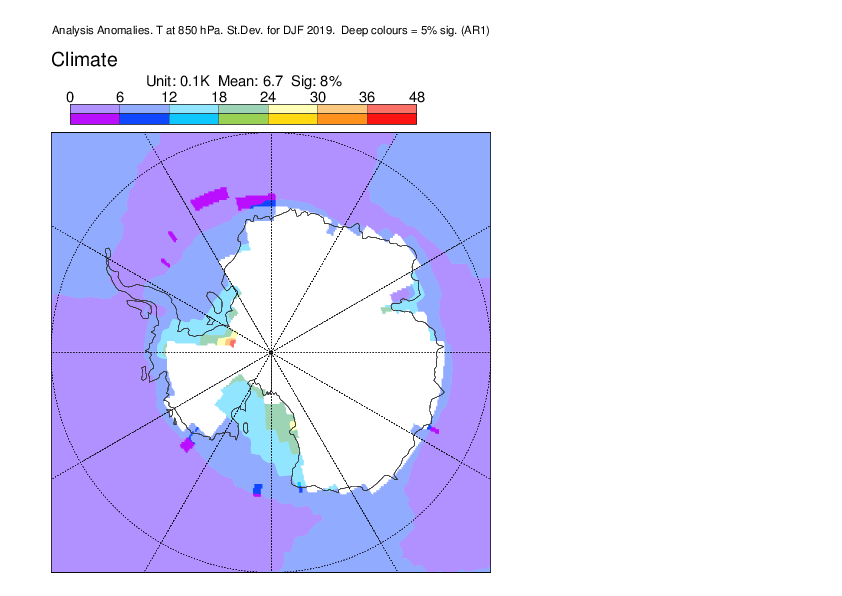 Analysis Anomalies. T at 850 hPa. St.Dev. for DJF 2019.  Deep colours = 5% sig. (AR1)
Climate
Unit: 0.1K  Mean: 6.7  Sig: 8%
0 6 12 18 24 30 36 48